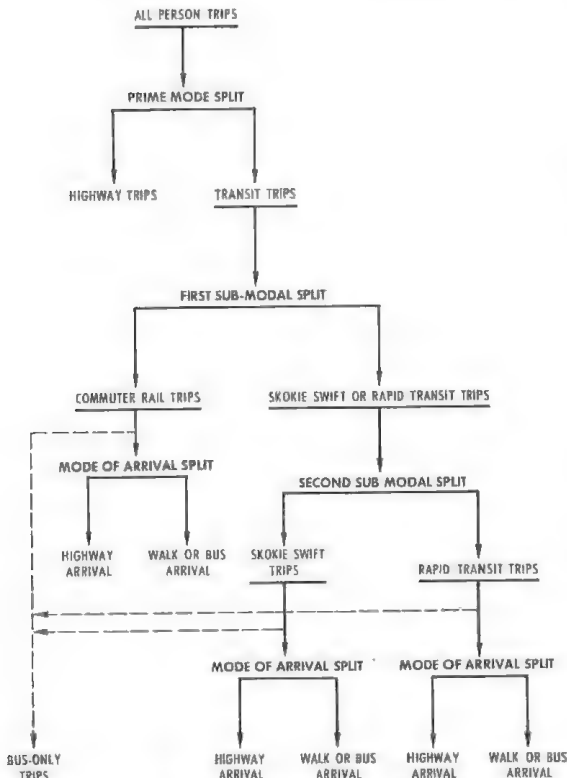 ALL PERSON TRIPS
PRIME MODE SPLIT
HIGHWAY TRIPS
TRANSIT TRIPS
FIRST SUB-MODAL SPLIT
COMMUTER RAIL TRIPS
SKOKIE SWIFT OR RAPID TRANSIT TRIPS
MODE OF ARRIVAL SPLIT
SECOND SUB MODAL SPLIT
HIGHWAY
ARRIVAL
WALK OR BUS
ARRIVAL
SKOKIE SWIFT
TRIPS
RAPID TRANSIT TRIPS
MODE OF ARRIVAL SPLIT
MODE OF ARRIVAL SPLIT
BUS-ONLY
TRIPS
HIGHWAY
ARRIVAL
WALK OR BUS
ARRIVAL
HIGHWAY
ARRIVAL
WALK OR BUS
ARRIVAL